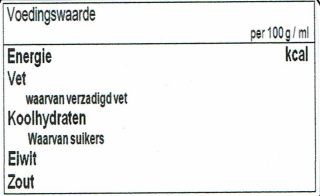 Voedingswaarde
per 100 g / ml
Energie kcal
Vet
waarvan verzadigd vet
Koolhydraten
Waarvan suikers
Eiwit
Zout